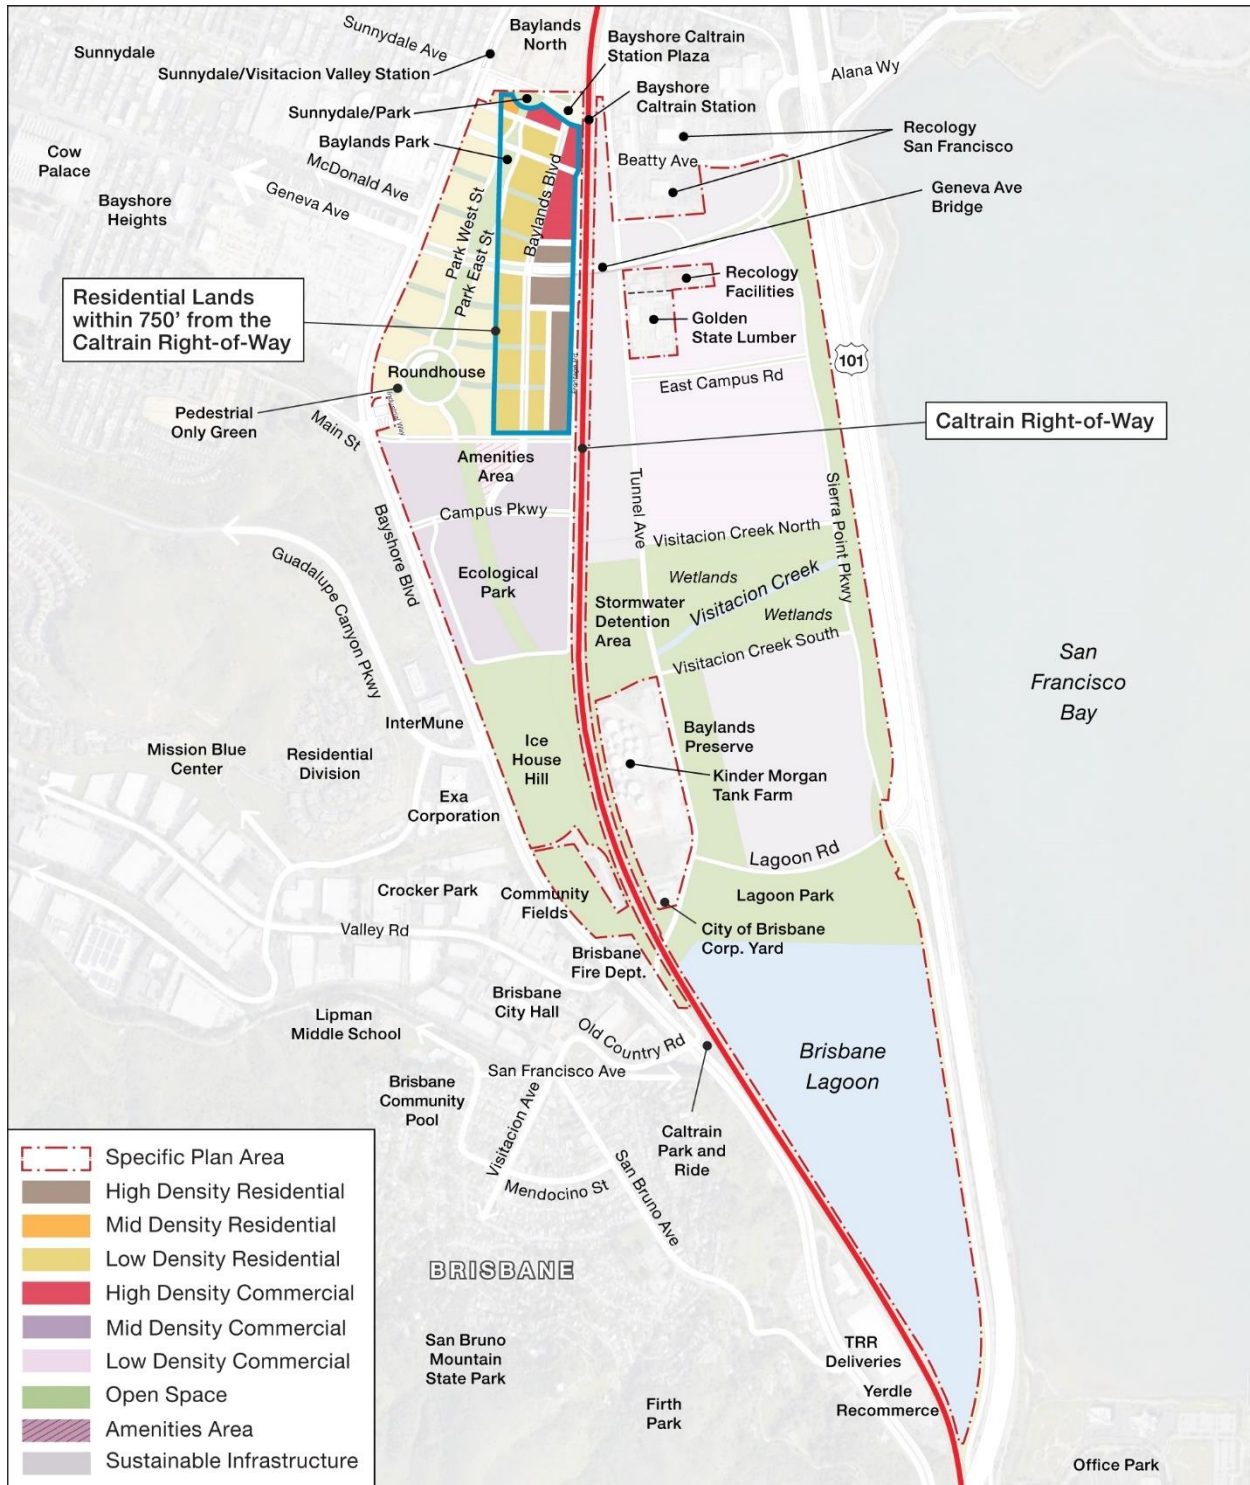 Sunnydale
Sunnydale Ave
Baylands
North
Bayshore Caltrain
Station Plaza
Sunnydale/Visitacion Valley Station
Alana Wy
Bayshore
Caltrain Station
Sunnydale/Park
Recology
San Francisco
Baylands Park
Beatty Ave
Cow
Palace
McDonald Ave
Geneva Ave
Bridge
Bayshore
Heights
Geneva Ave
Park West St
Park East St
Baylands Blvd
Recology
Facilities
Residential Lands
within 750' from the
Caltrain Right-of-Way
Golden
State Lumber
101
East Campus Rd
Roundhouse
Frontage Rd
Industrial Way
Pedestrial
Only Green
Main St
Caltrain Right-of-Way
Amenities
Area
Tunnel Ave
Sierra Point Pkwy
Campus Pkwy
Bayshore Blvd
Visitacion Creek North
Guadalupe Canyon Pkwy
Ecological
Park
Wetlands
Visitacion Creek
Wetlands
Stormwater
Detention
Area
Visitacion Creek South
San
Francisco
Bay
InterMune
Mission Blue
Center
Residential
Division
Ice
House
Hill
Baylands
Preserve
Kinder Morgan
Tank Farm
Exa
Corporation
Lagoon Rd
Crocker Park
Community
Fields
Lagoon Park
Valley Rd
City of Brisbane
Corp. Yard
Brisbane
Fire Dept.
Brisbane
City Hall
Lipman
Middle School
Old Country Rd
Brisbane
Lagoon
San Francisco Ave
Brisbane
Community
Pool
Visitacion Ave
Caltrain
Park and
Ride
San Bruno Ave
Mendocino St
BRISBANE
San Bruno
Mountain
State Park
TRR
Deliveries
Yerdle
Recommerce
Firth
Park
Office Park
Specific Plan Area
High Density Residential
Mid Density Residential
Low Density Residential
High Density Commercial
Mid Density Commercial
Low Density Commercial
Open Space
Amenities Area
Sustainable Infrastructure